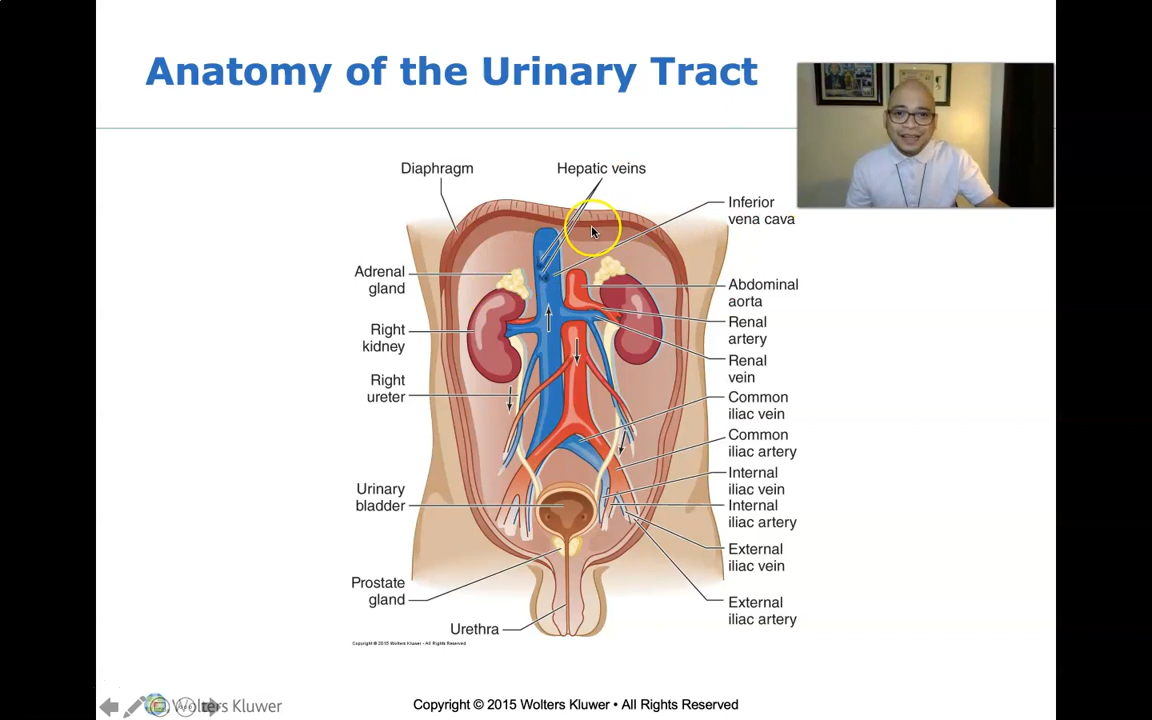 Anatomy of the Urinary Tract
Diaphragm
Hepatic veins
Inferior
vena cava
Adrenal
gland
Abdominal
aorta
Right
kidney
Renal
artery
Renal
vein
Right
ureter
Common
iliac vein
Common
iliac artery
Internal
iliac vein
Urinary
bladder
Internal
iliac artery
External
iliac vein
Prostate
gland
External
iliac artery
Urethra
Copyright © 2015 Wolters Kluwer - All Rights Reserved
Wolters Kluwer
Copyright © 2015 Wolters Kluwer • All Rights Reserved